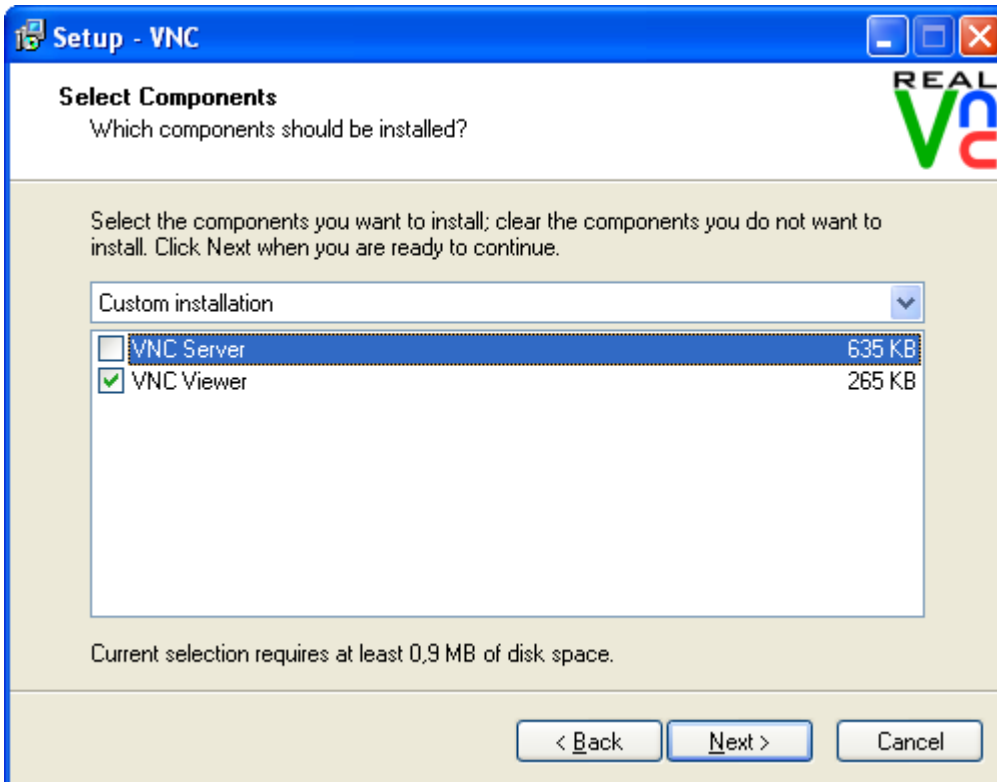 Setup - VNC
Select Components
Which components should be installed?
REAL
Vnc
Select the components you want to install; clear the components you do not want to
install. Click Next when you are ready to continue.
Custom installation
VNC Server 635 KB
VNC Viewer 265 KB
Current selection requires at least 0,9 MB of disk space.
< Back Next > Cancel